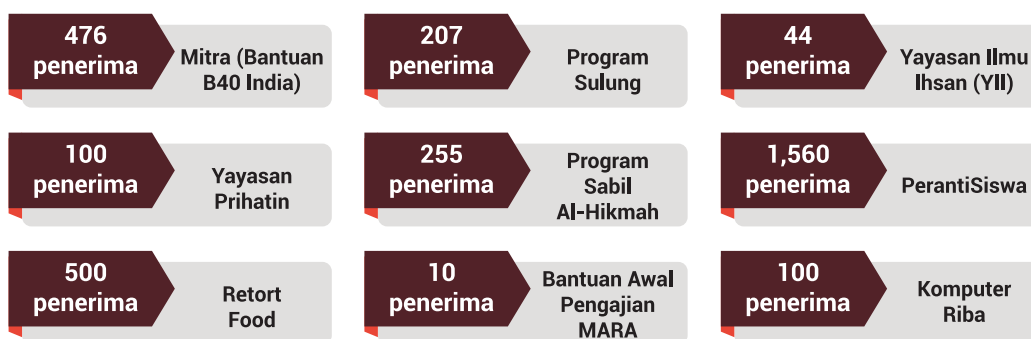 476
penerima
Mitra (Bantuan
B40 India)
207
penerima
Program
Sulung
44
penerima
Yayasan Ilmu
Ihsan (YII)
100
penerima
Yayasan
Prihatin
255
penerima
Program
Sabil
Al-Hikmah
1,560
penerima
PerantiSiswa
500
penerima
Retort
Food
10
penerima
Bantuan Awal
Pengajian
MARA
100
penerima
Komputer
Riba